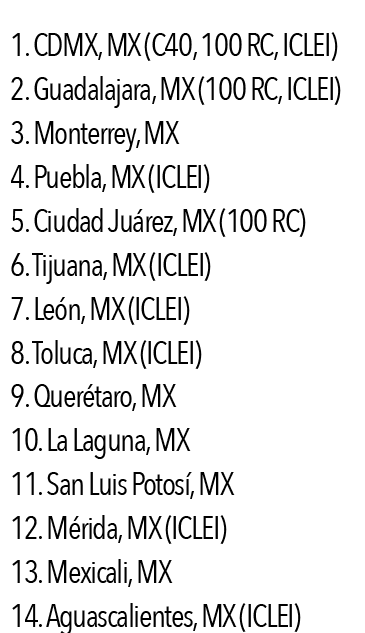 1. CDMX, MX (C40, 100 RC, ICLEI)
2. Guadalajara, MX (100 RC, ICLEI)
3. Monterrey, MX
4. Puebla, MX (ICLEI)
5. Ciudad Juárez, MX (100 RC)
6. Tijuana, MX (ICLEI)
7. León, MX (ICLEI)
8. Toluca, MX (ICLEI)
9. Querétaro, MX
10. La Laguna, MX
11. San Luis Potosí, MX
12. Mérida, MX (ICLEI)
13. Mexicali, MX
14. Aguascalientes, MX (ICLEI)